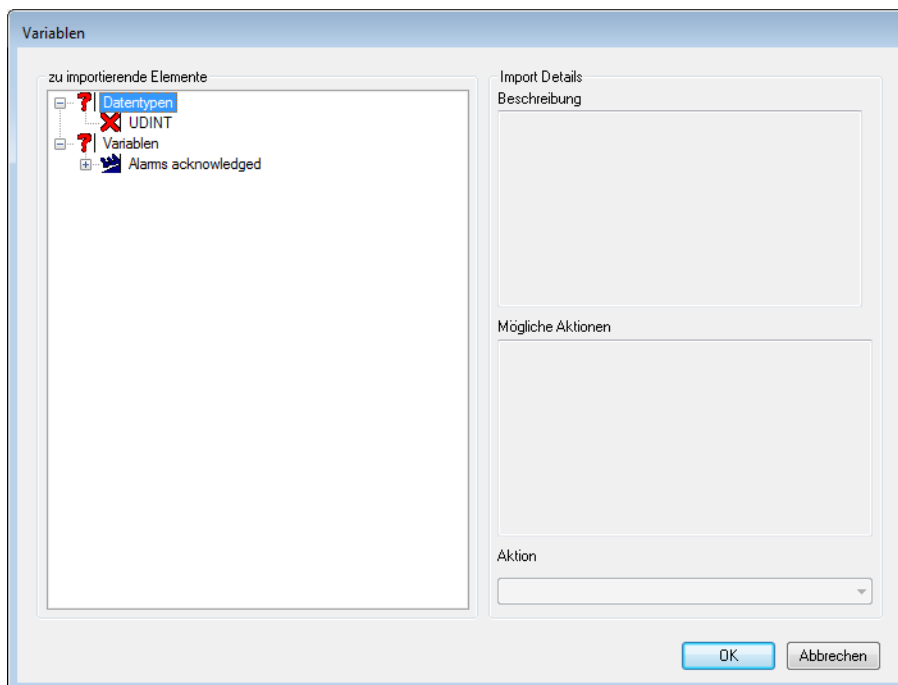 Variablen
zu importierende Elemente
Datentypen
UDINT
Variablen
Alarms acknowledged
Import Details
Beschreibung
Mögliche Aktionen
Aktion
OK
Abbrechen